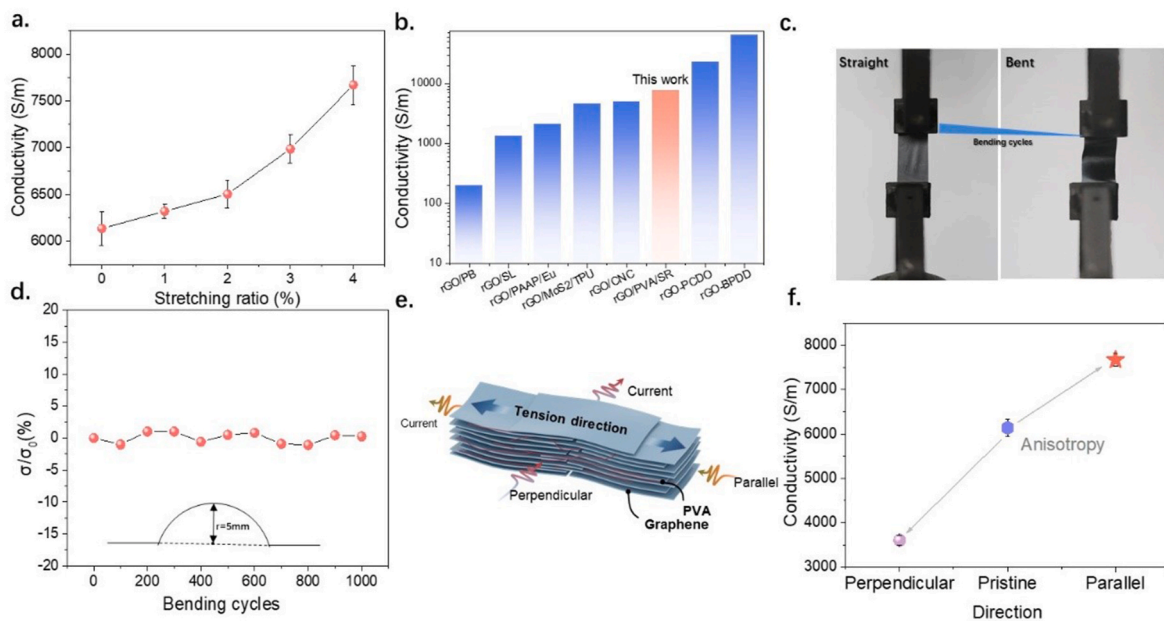 a.
Conductivity (S/m)
8000
7500
7000
6500
6000
0 1 2 3 4
Stretching ratio (%)
b.
Conductivity (S/m)
10000
1000
100
10
This work
rGO/PB
rGO/SL
rGO/PAAP/Eu
rGO/MoS2/TPU
rGO/CNC
rGO/PVA/SR
rGO-PCDO
rGO-BPDD
c.
Straight
Bent
Bending cycles
d.
σ/σ0(%)
20
15
10
5
0
-5
-10
-15
-20
r=5mm
0 200 400 600 800 1000
Bending cycles
e.
Current
Current
Tension direction
Perpendicular
Parallel
PVA
Graphene
f.
Conductivity (S/m)
8000
7000
6000
5000
4000
3000
Anisotropy
Perpendicular Pristine Parallel
Direction